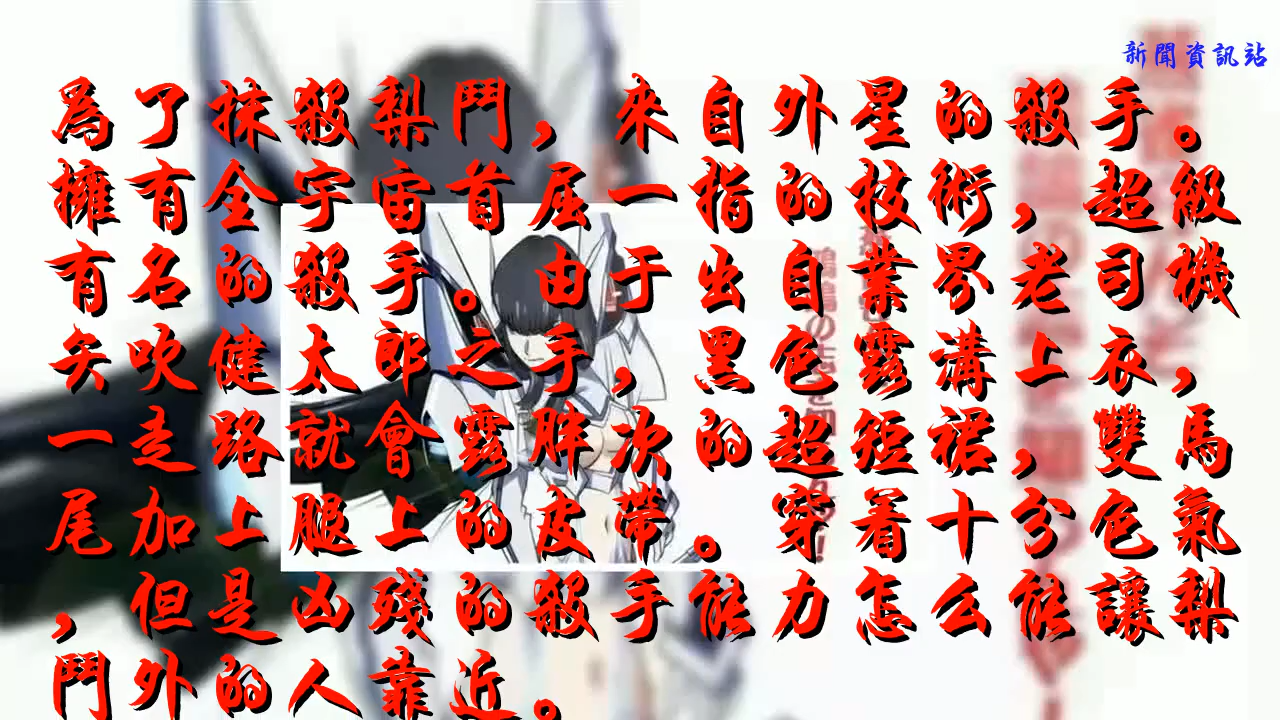 新聞資訊站
為了抹殺梨鬥，來自外星的殺手。
擁有全宇宙首屈一指的技術，超級
有名的殺手。由于出自業界老司機
矢吹健太郎之手，黑色露溝上衣，
一走路就會露胖次的超短裙，雙馬
尾加上腿上的皮帶。穿着十分色氣
，但是凶殘的殺手能力怎么能讓梨
鬥外的人靠近。